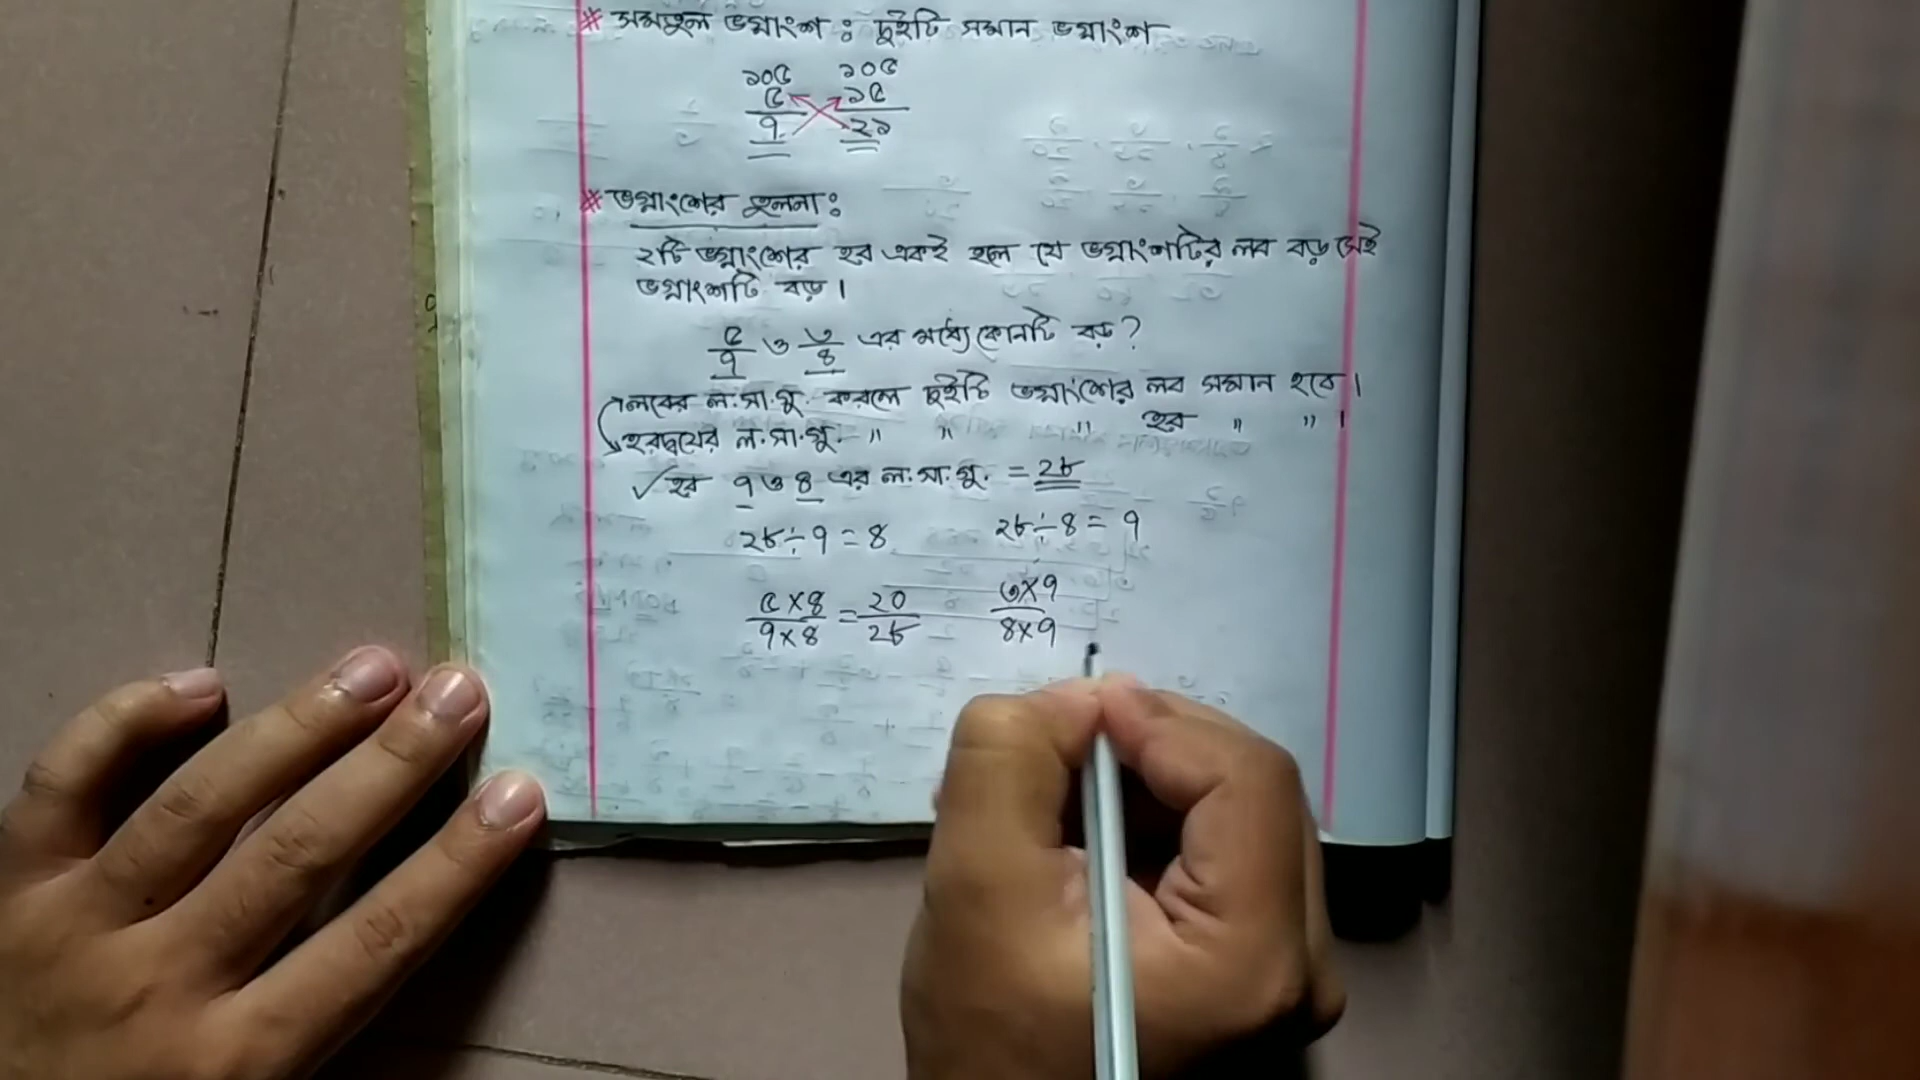 * সমতুল ভগ্নাংশ : দুইটি সমান ভগ্নাংশ
১০৫ ১০৫
৫ ১৫
৭ ২১
* ভগ্নাংশের তুলনা :
২টি ভগ্নাংশের হর একই হলে যে ভগ্নাংশটির লব বড় সেই
ভগ্নাংশটি বড়।
৫/৭ ও ৩/৪ এর মধ্যে কোনটি বড়?
লবের ল.সা.গু. করলে দুইটি ভগ্নাংশের লব সমান হবে।
হরদ্বয়ের ল.সা.গু. " " " হর " "।
✓ হর ৭ ও ৪ এর ল.সা.গু. = ২৮
২৮÷৭ = ৪ ২৮÷৪ = ৭
৫×৪ = ২০ ৩×৭
৭×৪ ২৮ ৪×৭